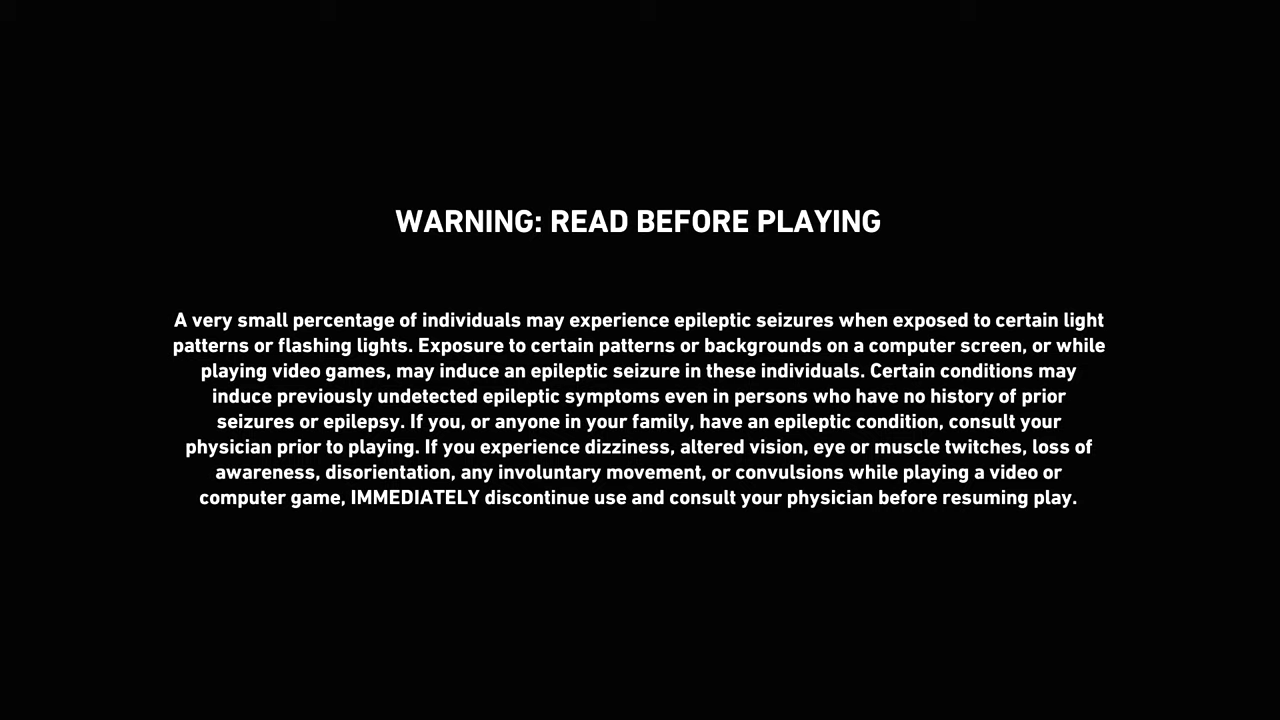 WARNING: READ BEFORE PLAYING
A very small percentage of individuals may experience epileptic seizures when exposed to certain light
patterns or flashing lights. Exposure to certain patterns or backgrounds on a computer screen, or while
playing video games, may induce an epileptic seizure in these individuals. Certain conditions may
induce previously undetected epileptic symptoms even in persons who have no history of prior
seizures or epilepsy. If you, or anyone in your family, have an epileptic condition, consult your
physician prior to playing. If you experience dizziness, altered vision, eye or muscle twitches, loss of
awareness, disorientation, any involuntary movement, or convulsions while playing a video or
computer game, IMMEDIATELY discontinue use and consult your physician before resuming play.